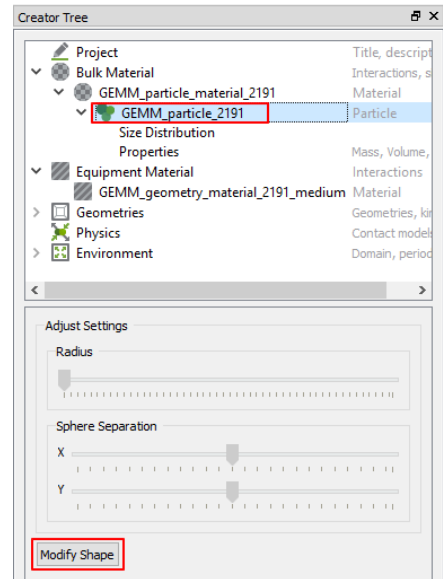 Creator Tree
Project Title, descript
Bulk Material Interactions, s
GEMM_particle_material_2191 Material
GEMM_particle_2191 Particle
Size Distribution
Properties Mass, Volume,
Equipment Material Interactions
GEMM_geometry_material_2191_medium Material
Geometries Geometries, kin
Physics Contact models
Environment Domain, period
Adjust Settings
Radius
Sphere Separation
X
Y
Modify Shape